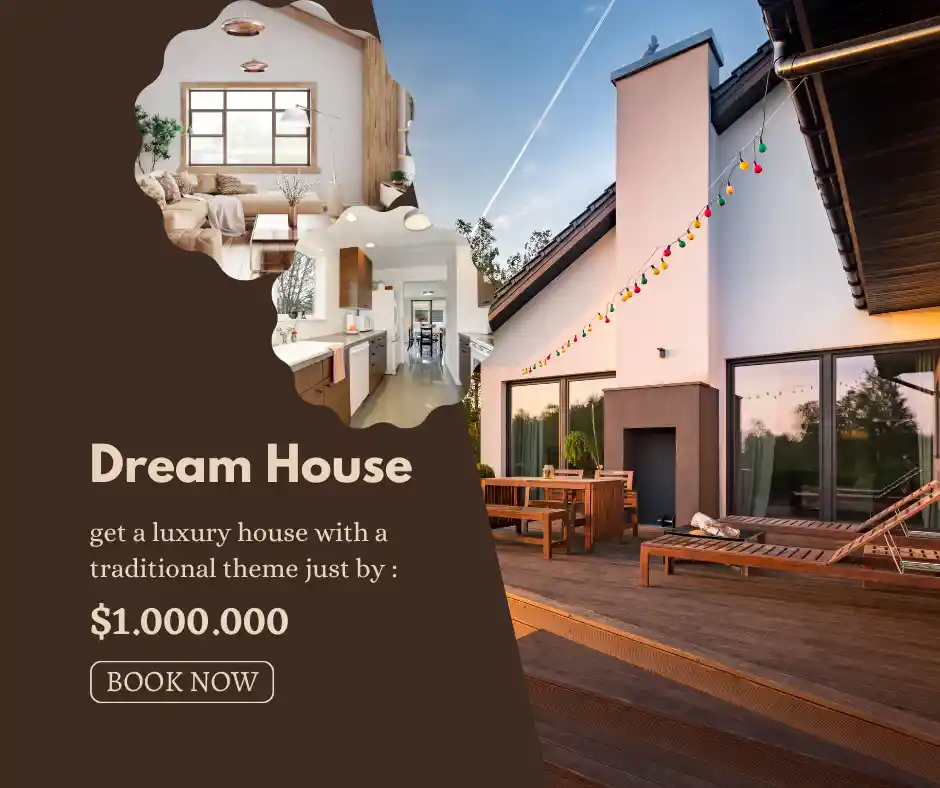 Dream House
get a luxury house with a
traditional theme just by :
$1.000.000
BOOK NOW